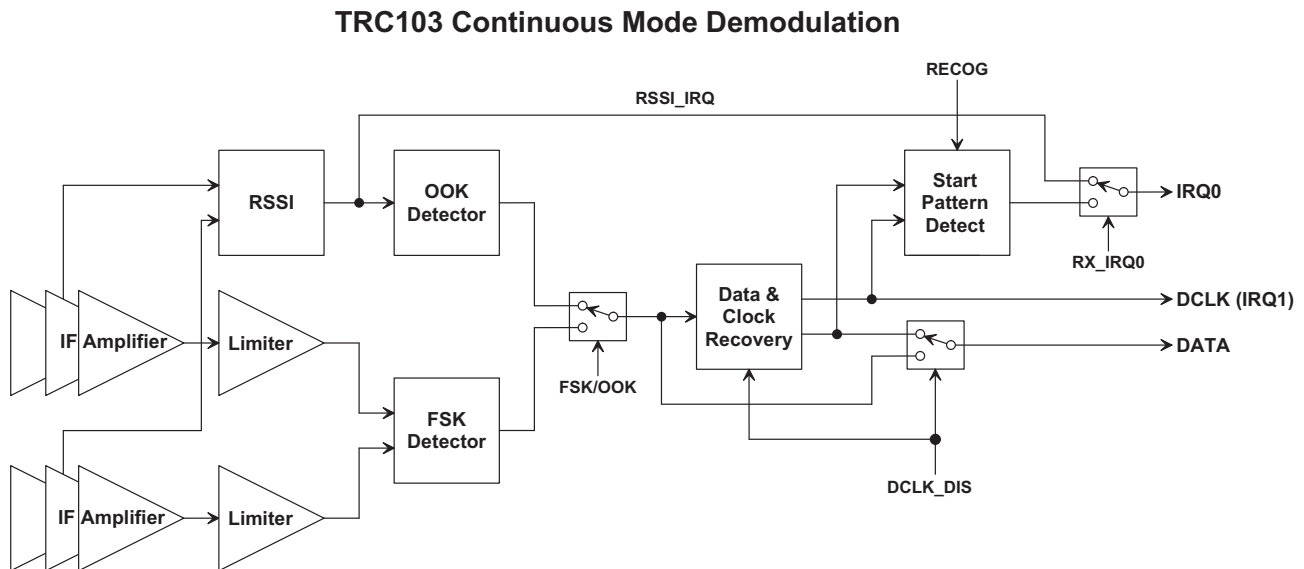 TRC103 Continuous Mode Demodulation
RECOG
RSSI_IRQ
RSSI
OOK
Detector
Start
Pattern
Detect
IRQ0
RX_IRQ0
IF Amplifier
Limiter
Data &
Clock
Recovery
DCLK (IRQ1)
DATA
FSK/OOK
FSK
Detector
DCLK_DIS
IF Amplifier
Limiter